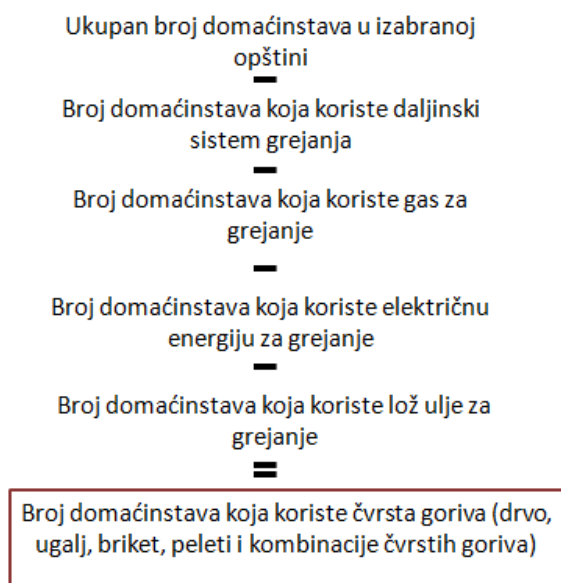 Ukupan broj domaćinstava u izabranoj
opštini
–
Broj domaćinstava koja koriste daljinski
sistem grejanja
–
Broj domaćinstava koja koriste gas za
grejanje
–
Broj domaćinstava koja koriste električnu
energiju za grejanje
–
Broj domaćinstava koja koriste lož ulje za
grejanje
=
Broj domaćinstava koja koriste čvrsta goriva (drvo,
ugalj, briket, peleti i kombinacije čvrstih goriva)